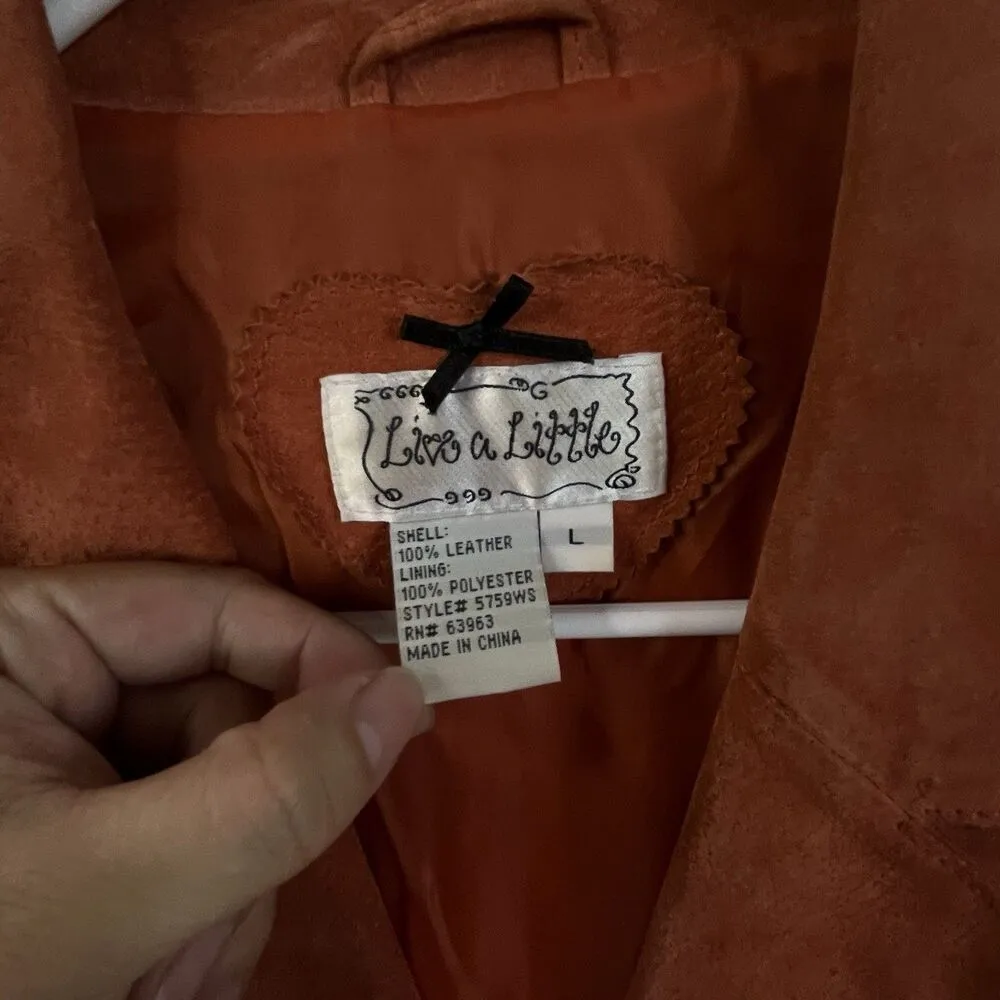 Live a Little
SHELL:
100% LEATHER
LINING:
100% POLYESTER
STYLE# 5759WS
RN# 63963
MADE IN CHINA
L